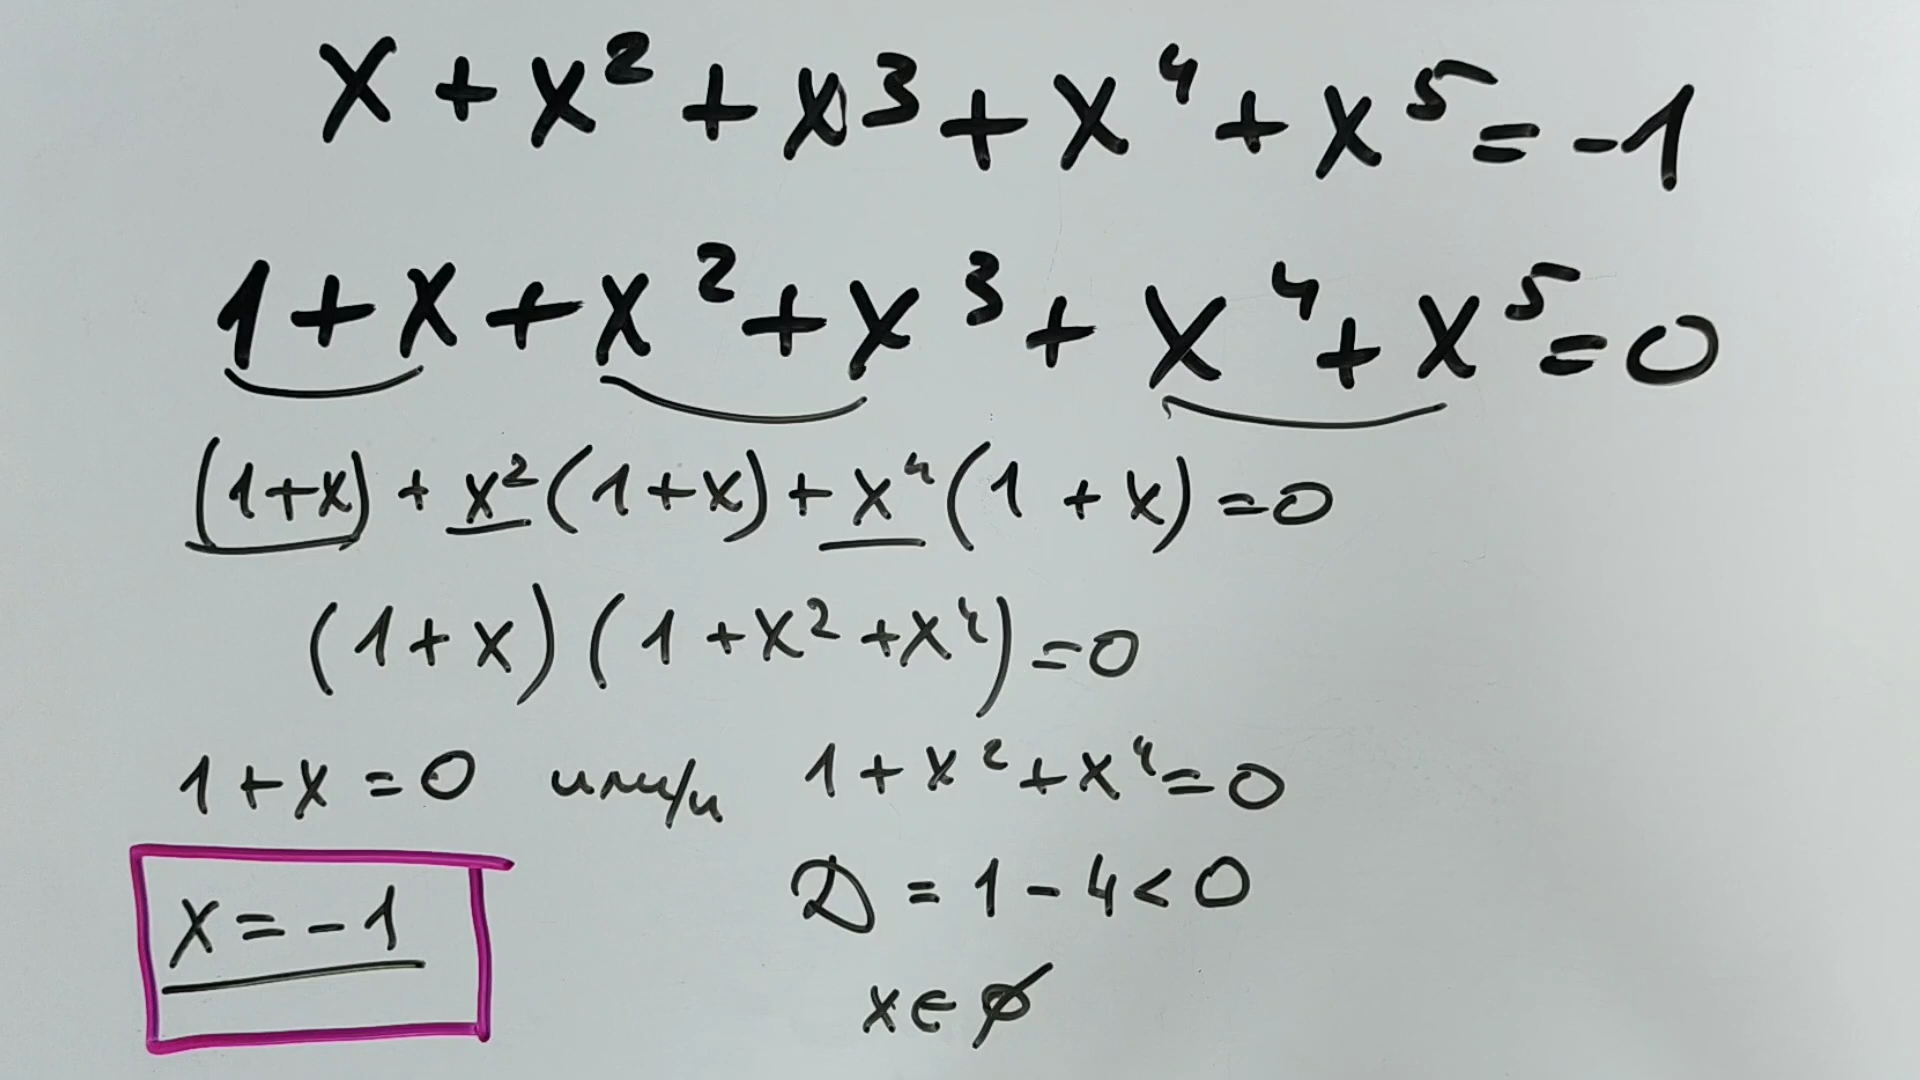 x + x² + x³ + x⁴ + x⁵ = -1
1 + x + x² + x³ + x⁴ + x⁵ = 0
(1+x) + x²(1+x) + x⁴(1+x) = 0
(1+x)(1+x²+x⁴) = 0
1+x=0 или/и 1+x²+x⁴=0
D = 1-4<0
x = -1
x∈∅